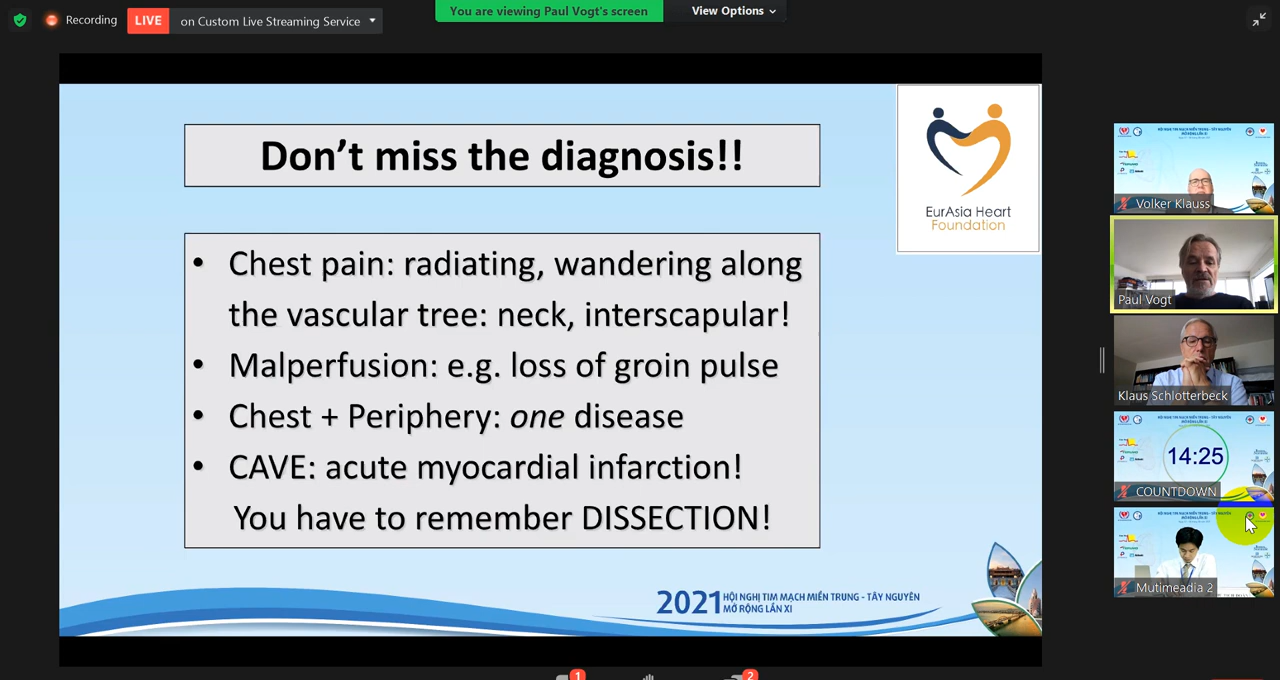 Recording
LIVE
on Custom Live Streaming Service
You are viewing Paul Vogt's screen
View Options
Don't miss the diagnosis!!
EurAsia Heart
Foundation
• Chest pain: radiating, wandering along
the vascular tree: neck, interscapular!
• Malperfusion: e.g. loss of groin pulse
• Chest + Periphery: one disease
• CAVE: acute myocardial infarction!
You have to remember DISSECTION!
2021 HỘI NGHỊ TIM MẠCH MIỀN TRUNG - TÂY NGUYÊN
MỞ RỘNG LẦN XI
Volker Klauss
Paul Vogt
Klaus Schlotterbeck
14:25
COUNTDOWN
Mutimeadia 2
1
2